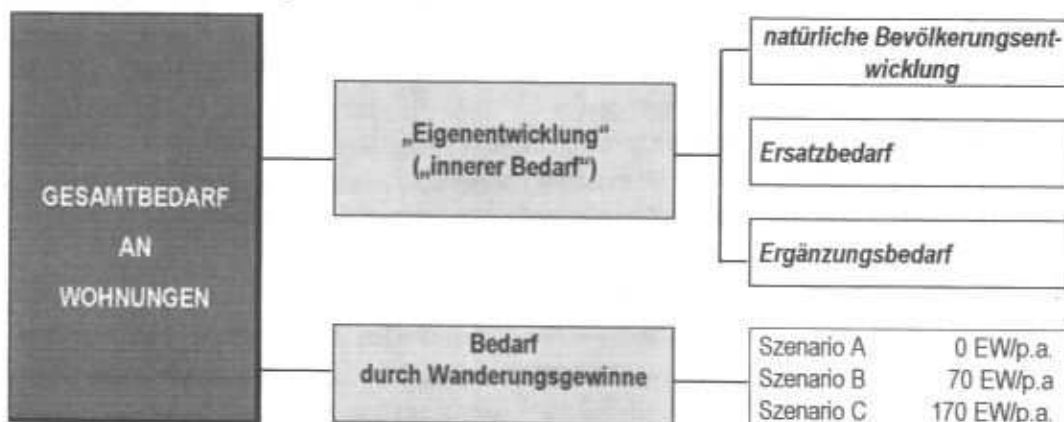 GESAMTBEDARF
AN
WOHNUNGEN
„Eigenentwicklung“
(„innerer Bedarf“)
natürliche Bevölkerungsent-
wicklung
Ersatzbedarf
Ergänzungsbedarf
Bedarf
durch Wanderungsgewinne
Szenario A 0 EW/p.a.
Szenario B 70 EW/p.a
Szenario C 170 EW/p.a.